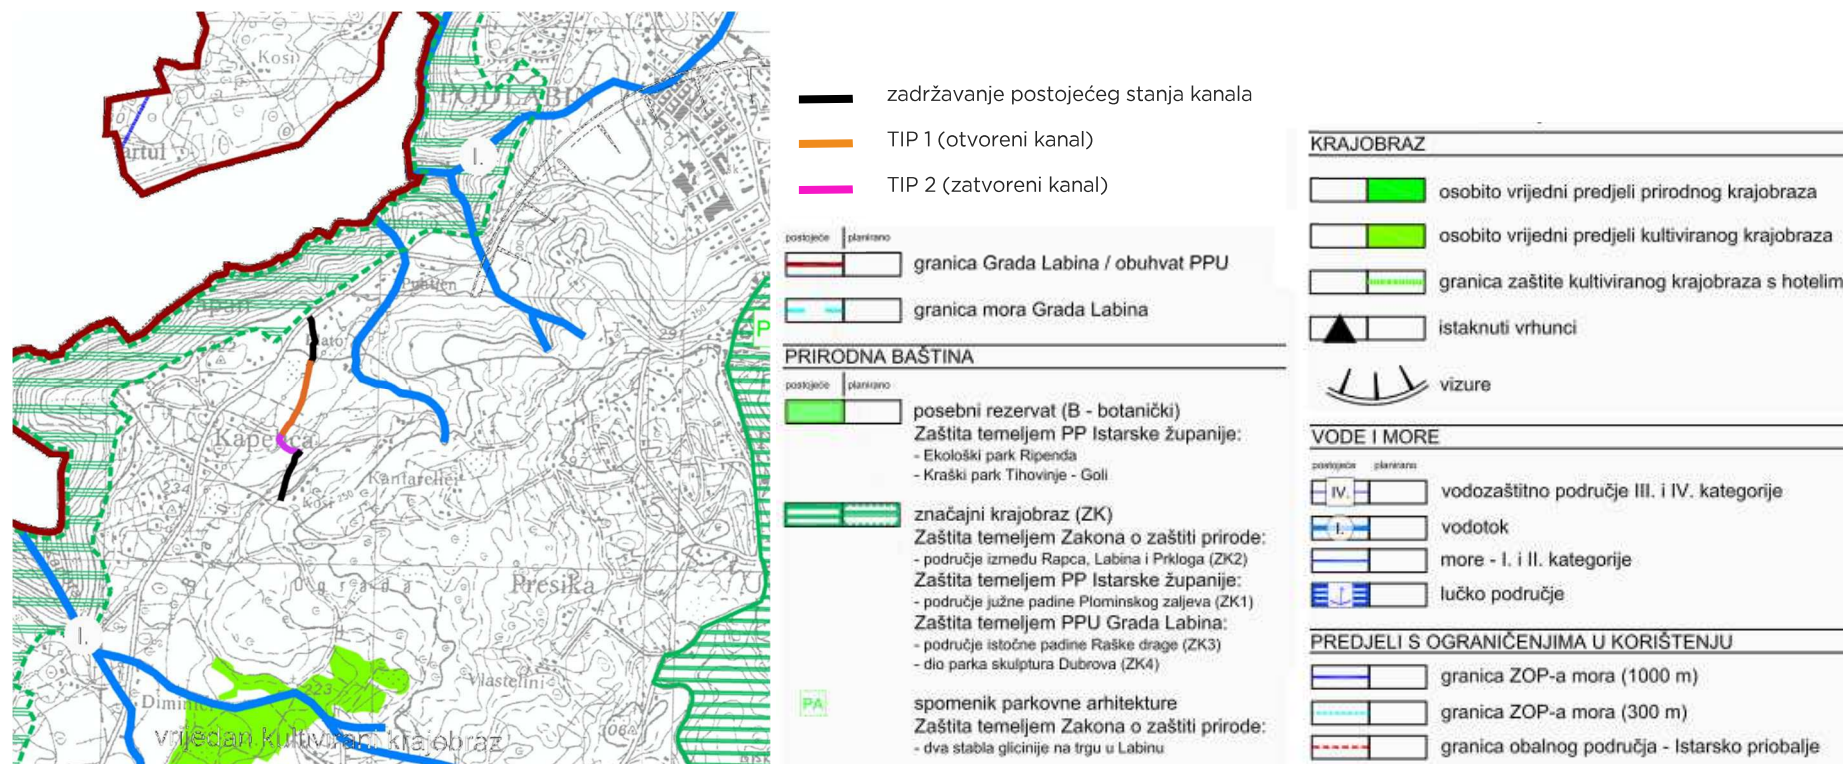 Kosi
artul
PODLABIN
I.
Kapelica
Kosi
Presika
Vlastelini
I.
223
234
vrijedan kultivirani krajobraz
P
zadržavanje postojećeg stanja kanala
TIP 1 (otvoreni kanal)
TIP 2 (zatvoreni kanal)
postojeće planirano
granica Grada Labina / obuhvat PPU
granica mora Grada Labina
PRIRODNA BAŠTINA
postojeće planirano
posebni rezervat (B - botanički)
Zaštita temeljem PP Istarske županije:
- Ekološki park Ripenda
- Kraški park Tihovinje - Goli
značajni krajobraz (ZK)
Zaštita temeljem Zakona o zaštiti prirode:
- područje između Rapca, Labina i Prkloga (ZK2)
Zaštita temeljem PP Istarske županije:
- područje južne padine Plominskog zaljeva (ZK1)
Zaštita temeljem PPU Grada Labina:
- područje istočne padine Raške drage (ZK3)
- dio parka skulptura Dubrova (ZK4)
PA
spomenik parkovne arhitekture
Zaštita temeljem Zakona o zaštiti prirode:
- dva stabla glicinije na trgu u Labinu
KRAJOBRAZ
osobito vrijedni predjeli prirodnog krajobraza
osobito vrijedni predjeli kultiviranog krajobraza
granica zaštite kultiviranog krajobraza s hotelim
istaknuti vrhunci
vizure
VODE I MORE
postojeće planirano
IV. vodozaštitno područje III. i IV. kategorije
I. vodotok
more - I. i II. kategorije
lučko područje
PREDJELI S OGRANIČENJIMA U KORIŠTENJU
granica ZOP-a mora (1000 m)
granica ZOP-a mora (300 m)
granica obalnog područja - Istarsko priobalje